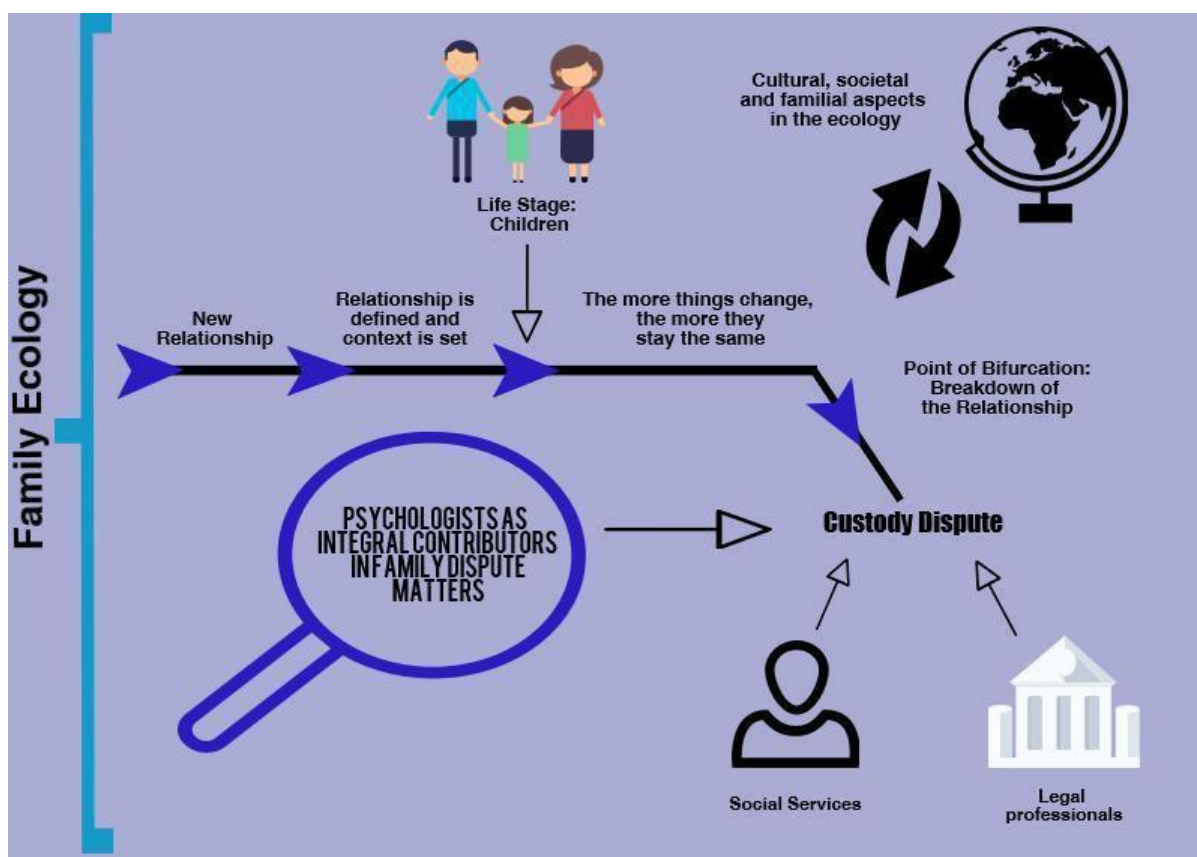 Family Ecology
Life Stage:
Children
Cultural, societal
and familial aspects
in the ecology
New
Relationship
Relationship is
defined and
context is set
The more things change,
the more they
stay the same
Point of Bifurcation:
Breakdown of
the Relationship
PSYCHOLOGISTS AS
INTEGRAL CONTRIBUTORS
IN FAMILY DISPUTE
MATTERS
Custody Dispute
Social Services
Legal
professionals